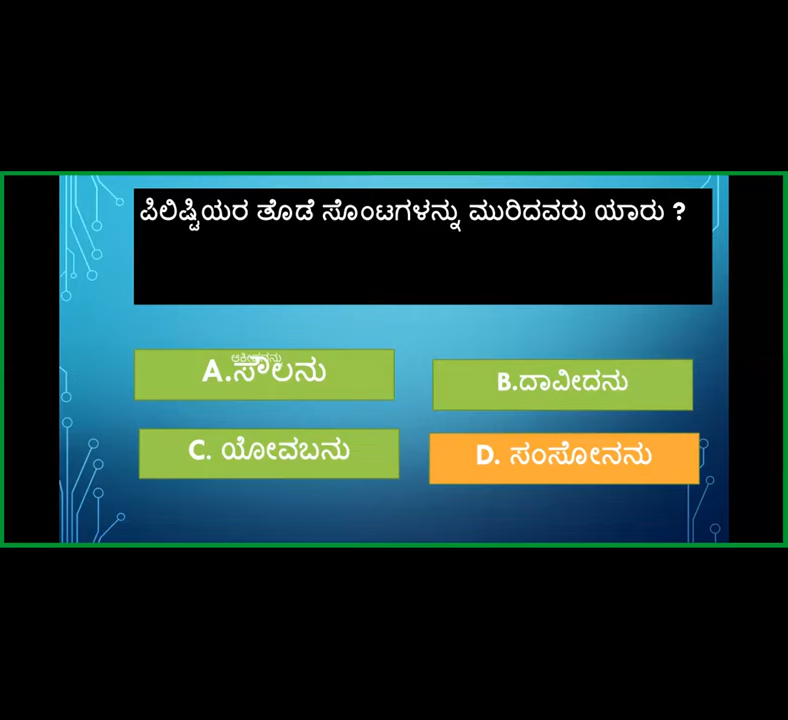 ಫಿಲಿಷ್ಟಿಯರ ತೊಡೆ ಸೊಂಟಗಳನ್ನು ಮುರಿದವರು ಯಾರು ?
A.ಸೌಲನು
B.ದಾವೀದನು
C. ಯೋವಬನು
D. ಸಂಸೋನನು